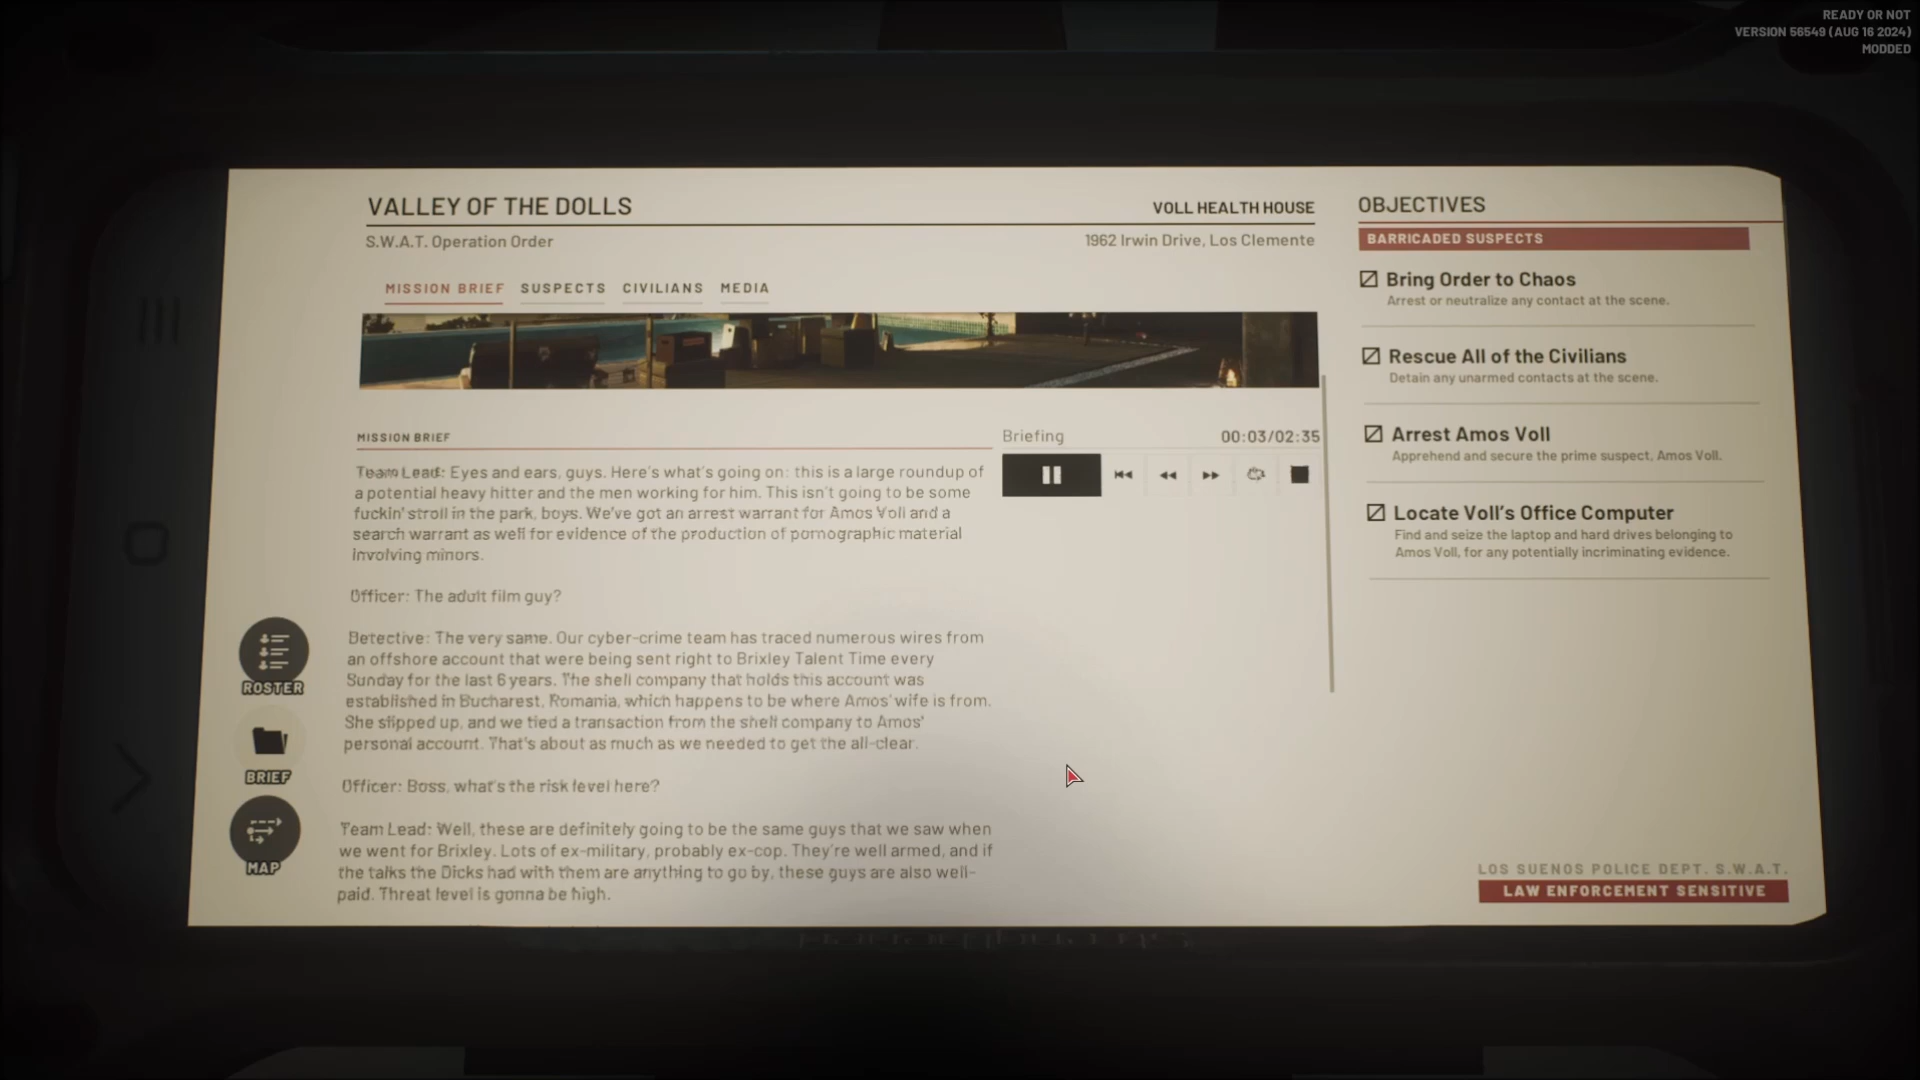 READY OR NOT
VERSION 56549 (AUG 16 2024)
MODDED
VALLEY OF THE DOLLS
VOLL HEALTH HOUSE
S.W.A.T. Operation Order
1962 Irwin Drive, Los Clemente
MISSION BRIEF SUSPECTS CIVILIANS MEDIA
MISSION BRIEF
Briefing 00:03/02:35
Team Lead: Eyes and ears, guys. Here's what's going on: this is a large roundup of
a potential heavy hitter and the men working for him. This isn't going to be some
fuckin' stroll in the park, boys. We've got an arrest warrant for Amos Voll and a
search warrant as well for evidence of the production of pornographic material
involving minors.
Officer: The adult film guy?
Detective: The very same. Our cyber-crime team has traced numerous wires from
an offshore account that were being sent right to Brixley Talent Time every
Sunday for the last 6 years. The shell company that holds this account was
established in Bucharest, Romania, which happens to be where Amos' wife is from.
She slipped up, and we tied a transaction from the shell company to Amos'
personal account. That's about as much as we needed to get the all-clear.
Officer: Boss, what's the risk level here?
Team Lead: Well, these are definitely going to be the same guys that we saw when
we went for Brixley. Lots of ex-military, probably ex-cop. They're well armed, and if
the talks the Dicks had with them are anything to go by, these guys are also well-
paid. Threat level is gonna be high.
OBJECTIVES
BARRICADED SUSPECTS
Bring Order to Chaos
Arrest or neutralize any contact at the scene.
Rescue All of the Civilians
Detain any unarmed contacts at the scene.
Arrest Amos Voll
Apprehend and secure the prime suspect, Amos Voll.
Locate Voll's Office Computer
Find and seize the laptop and hard drives belonging to
Amos Voll, for any potentially incriminating evidence.
ROSTER
BRIEF
MAP
LOS SUENOS POLICE DEPT. S.W.A.T.
LAW ENFORCEMENT SENSITIVE